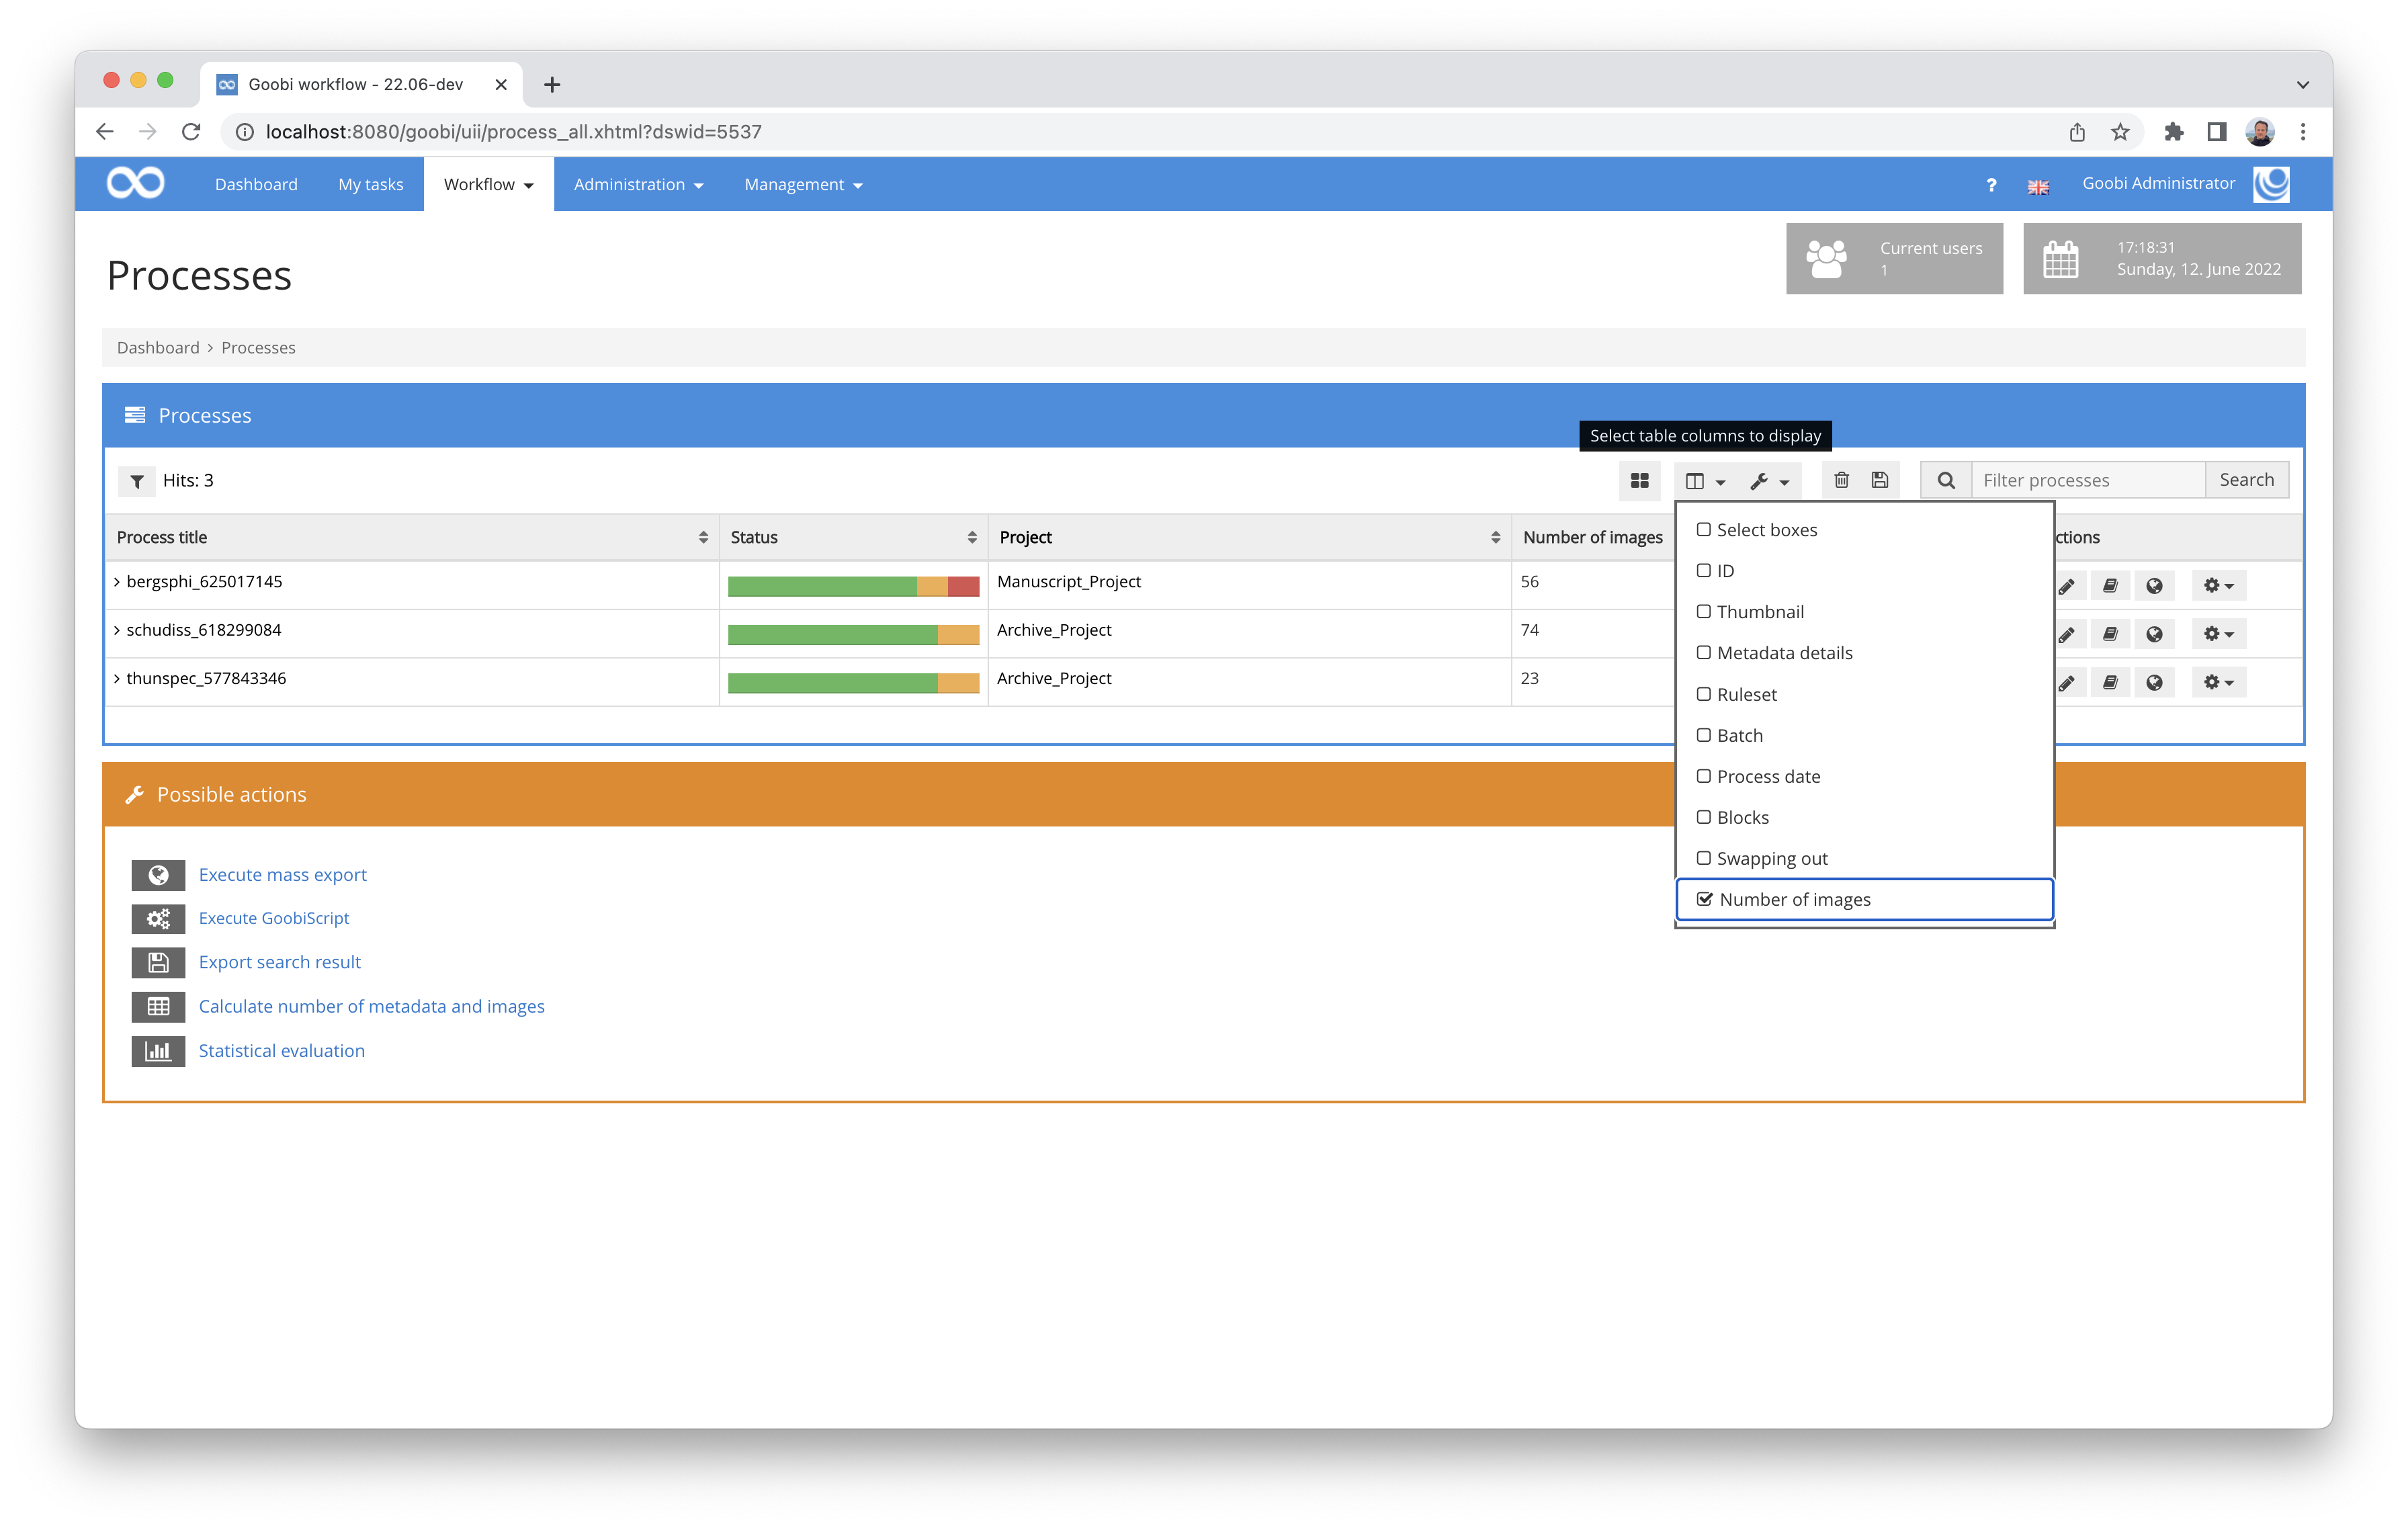 Goobi workflow - 22.06-dev
localhost:8080/goobi/uii/process_all.xhtml?dswid=5537
Dashboard My tasks Workflow Administration Management ? Goobi Administrator
Processes
Current users
1
17:18:31
Sunday, 12. June 2022
Dashboard > Processes
Processes
Select table columns to display
Hits: 3
Filter processes Search
Process title Status Project Number of images ctions
bergsphi_625017145 Manuscript_Project 56
schudiss_618299084 Archive_Project 74
thunspec_577843346 Archive_Project 23
Select boxes
ID
Thumbnail
Metadata details
Ruleset
Batch
Process date
Blocks
Swapping out
Number of images
Possible actions
Execute mass export
Execute GoobiScript
Export search result
Calculate number of metadata and images
Statistical evaluation